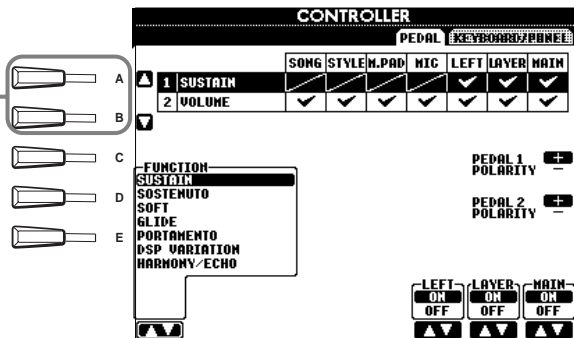 CONTROLLER
PEDAL KEYBOARD/PANEL
SONG STYLE M.PAD MIC LEFT LAYER MAIN
1 SUSTAIN
2 VOLUME
A
B
C
D
E
PEDAL 1 POLARITY + −
PEDAL 2 POLARITY + −
FUNCTION
SUSTAIN
SOSTENUTO
SOFT
GLIDE
PORTAMENTO
DSP VARIATION
HARMONY/ECHO
LEFT LAYER MAIN
ON ON ON
OFF OFF OFF